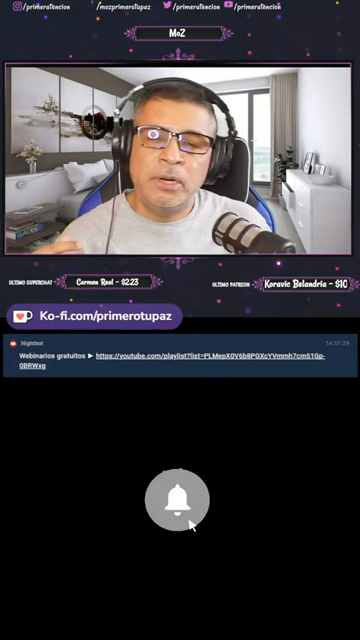 /primeratencion /mozprimerotupaz /primeratencion /primeratencion
MoZ
ULTIMO SUPERCHAT Carmen Real - $2.23 ULTIMO PATREON Koravic Belandria - $10
Ko-fi.com/primerotupaz
Nightbot 14:51:29
Webinarios gratuitos ► https://youtube.com/playlist?list=PLMepX0V6b8PGXcYVmmh7cm51Gp-
0BRWxg